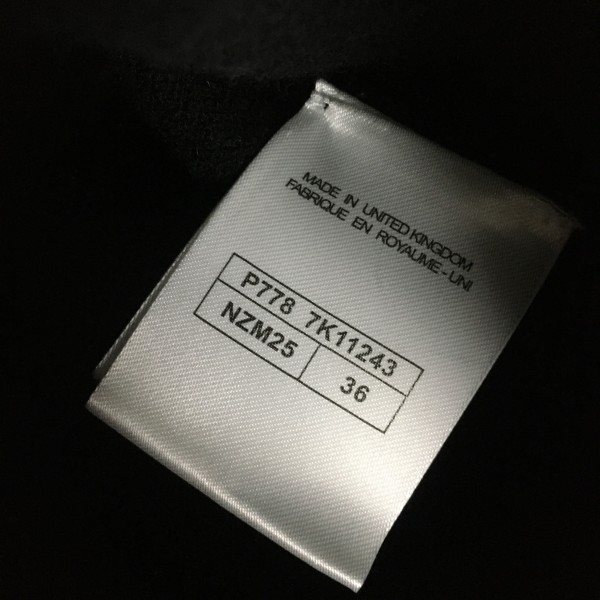 MADE IN UNITED KINGDOM
FABRIQUE EN ROYAUME-UNI
P778 7K11243
NZM25 36